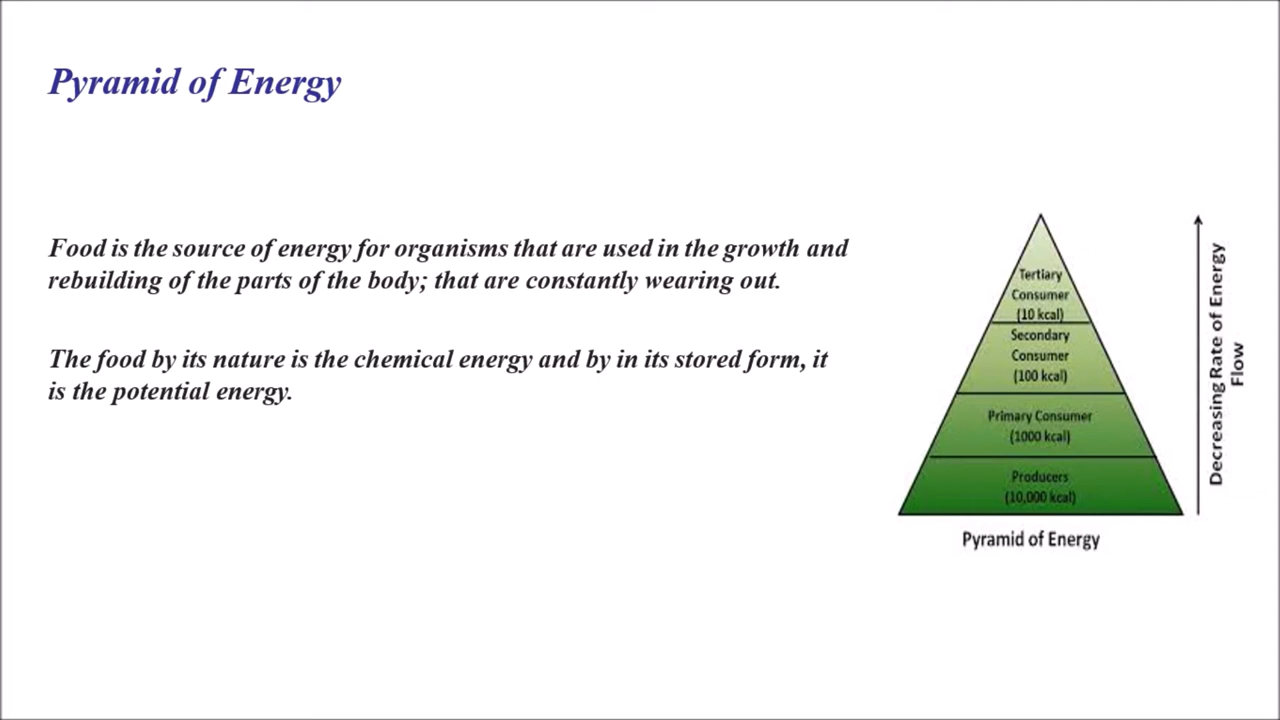 Pyramid of Energy
Food is the source of energy for organisms that are used in the growth and
rebuilding of the parts of the body; that are constantly wearing out.
The food by its nature is the chemical energy and by in its stored form, it
is the potential energy.
Tertiary
Consumer
(10 kcal)
Secondary
Consumer
(100 kcal)
Primary Consumer
(1000 kcal)
Producers
(10,000 kcal)
Pyramid of Energy
Decreasing Rate of Energy
Flow